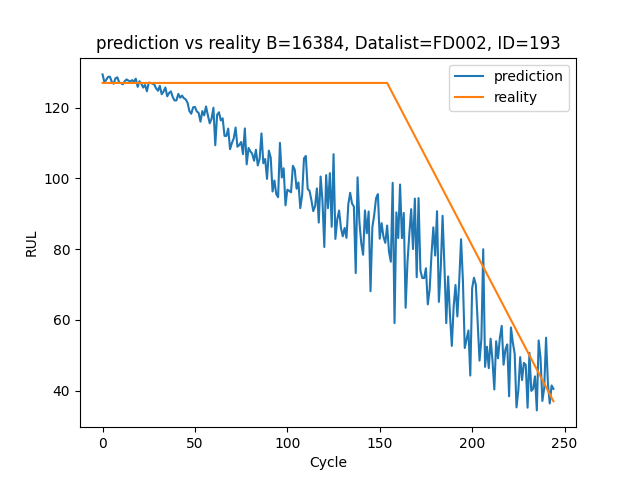 prediction vs reality B=16384, Datalist=FD002, ID=193
prediction
reality
RUL
120
100
80
60
40
0
50
100
150
200
250
Cycle